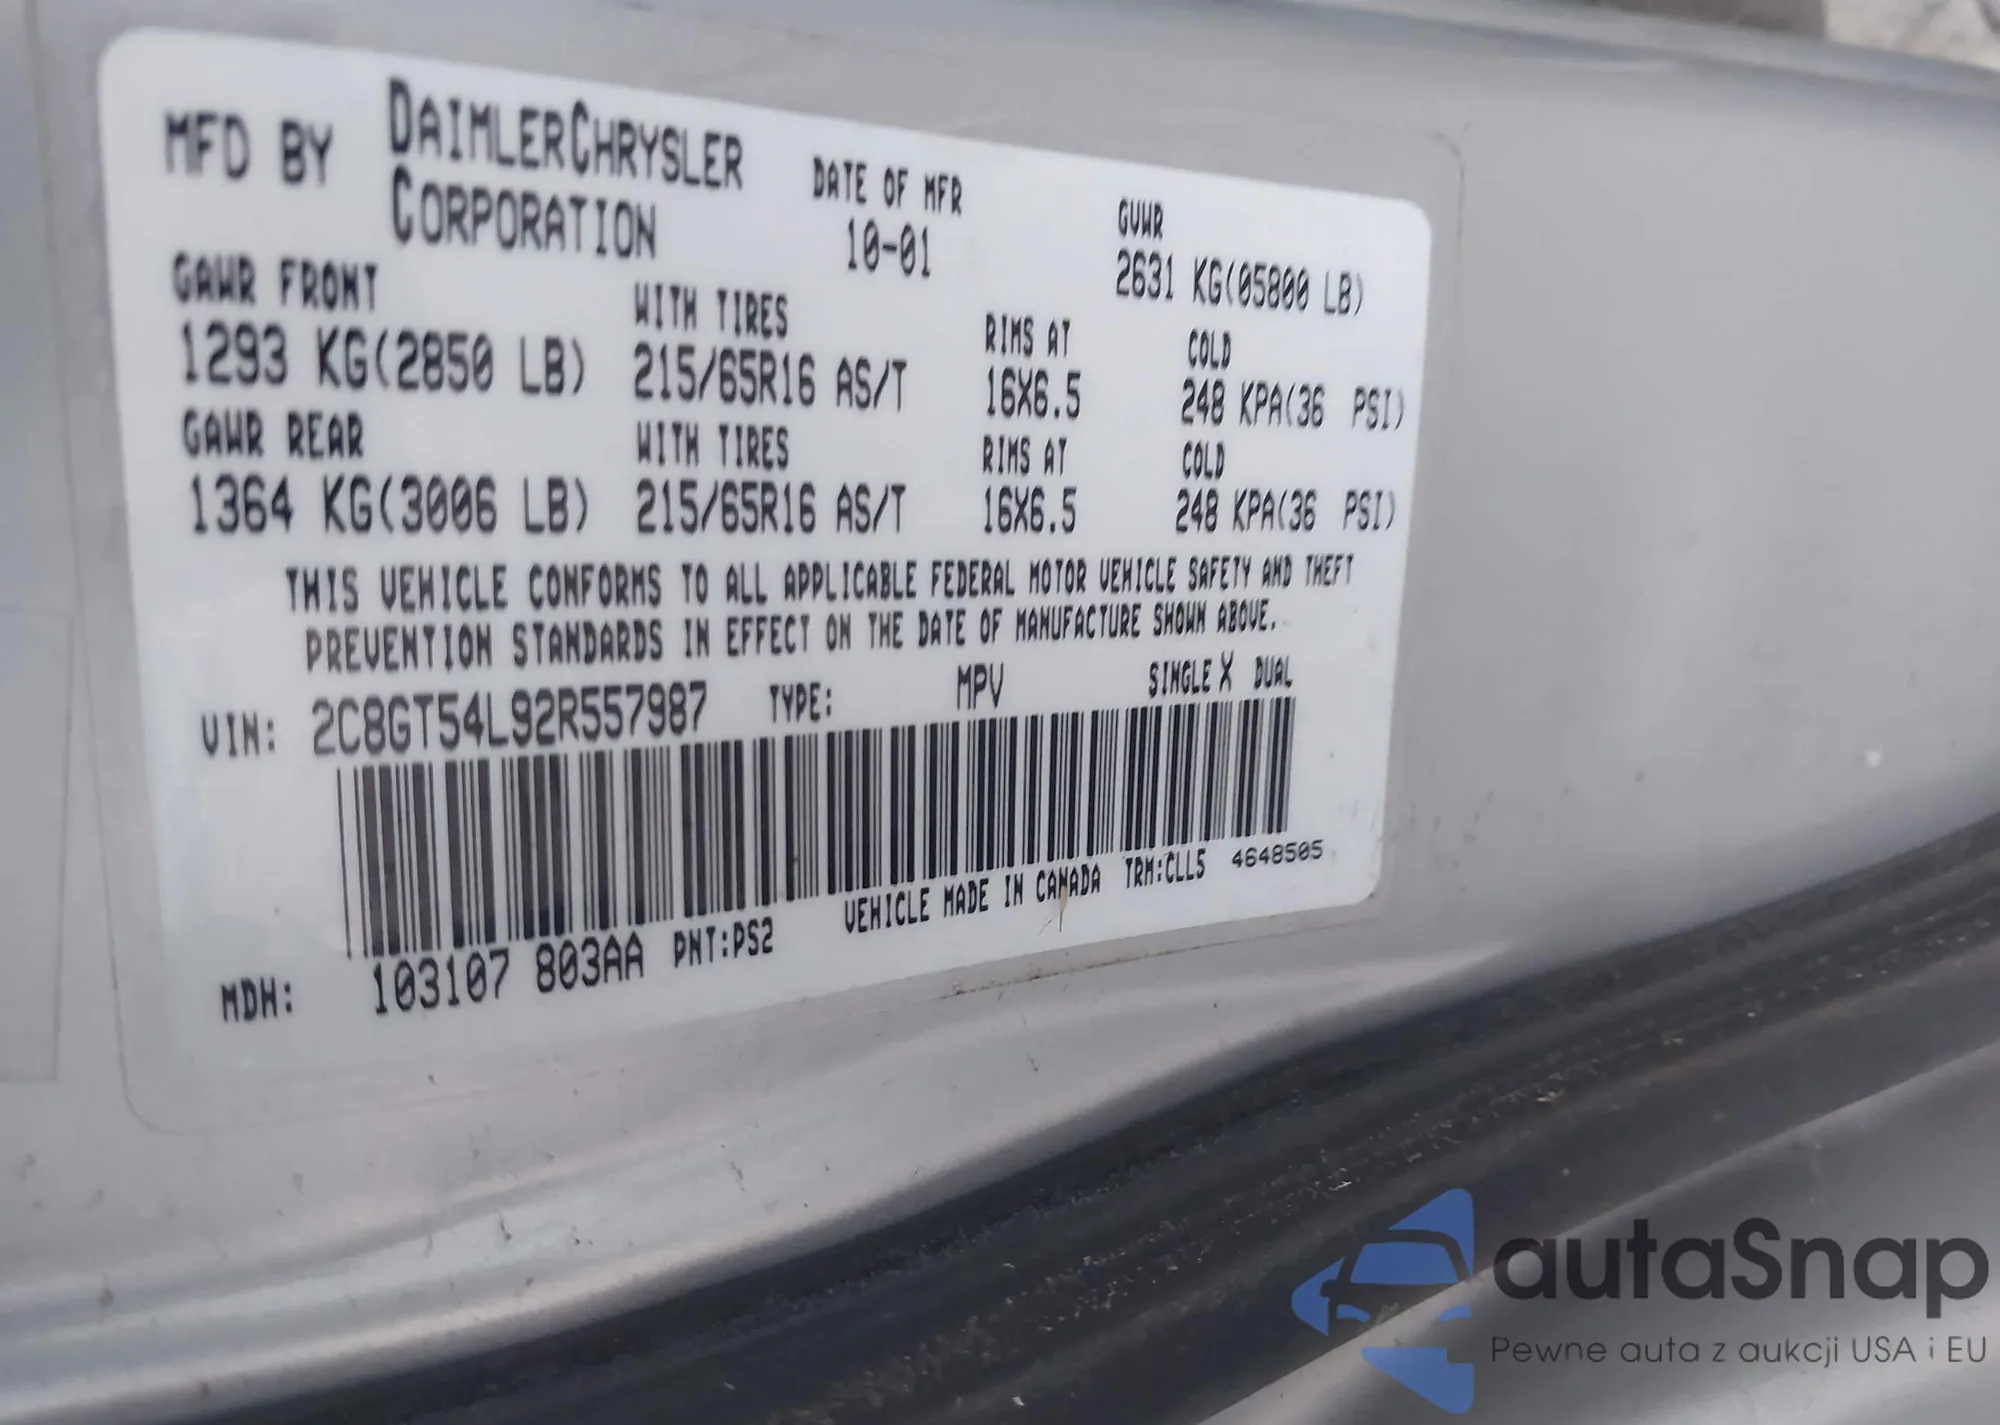 MFD BY DAIMLERCHRYSLER CORPORATION
DATE OF MFR
10-01
GVWR
2631 KG(05800 LB)
GAWR FRONT WITH TIRES RIMS AT COLD
1293 KG(2850 LB) 215/65R16 AS/T 16X6.5 248 KPA(36 PSI)
GAWR REAR WITH TIRES RIMS AT COLD
1364 KG(3006 LB) 215/65R16 AS/T 16X6.5 248 KPA(36 PSI)
THIS VEHICLE CONFORMS TO ALL APPLICABLE FEDERAL MOTOR VEHICLE SAFETY AND THEFT
PREVENTION STANDARDS IN EFFECT ON THE DATE OF MANUFACTURE SHOWN ABOVE.
VIN: 2C8GT54L92R557987 TYPE: MPV SINGLE X DUAL
MDH: 103107 803AA PNT:PS2 VEHICLE MADE IN CANADA TRM:CLL5 4648505
autaSnap
Pewne auta z aukcji USA i EU